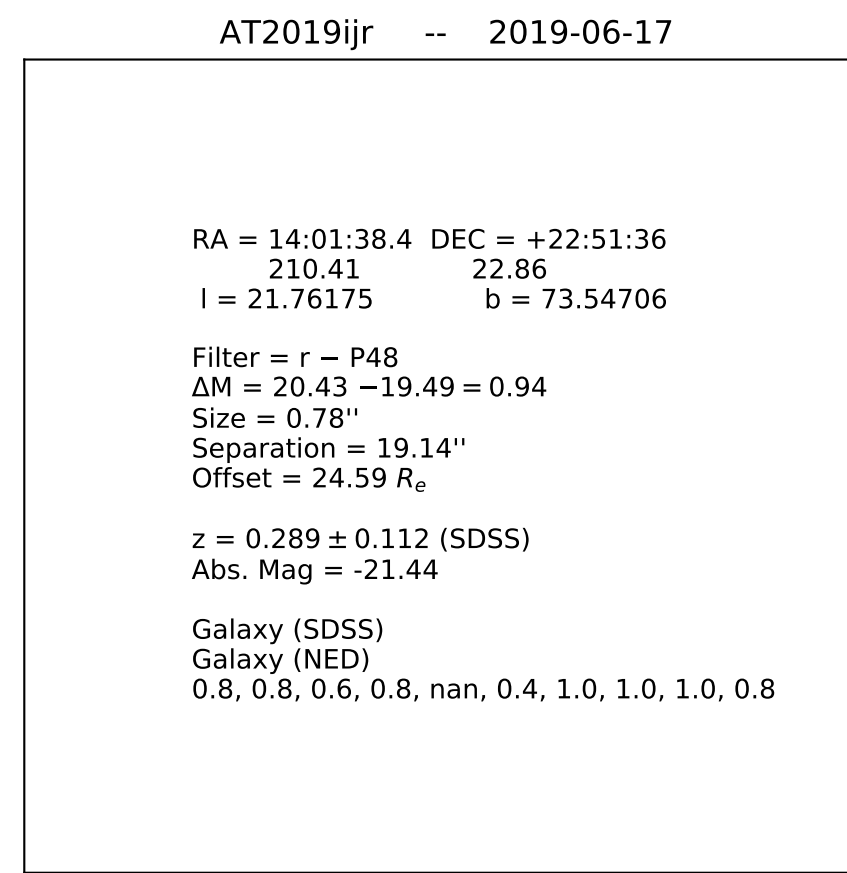 AT2019ijr -- 2019-06-17
RA = 14:01:38.4 DEC = +22:51:36
210.41 22.86
l = 21.76175 b = 73.54706
Filter = r − P48
ΔM = 20.43 −19.49 = 0.94
Size = 0.78''
Separation = 19.14''
Offset = 24.59 Rₑ
z = 0.289 ± 0.112 (SDSS)
Abs. Mag = -21.44
Galaxy (SDSS)
Galaxy (NED)
0.8, 0.8, 0.6, 0.8, nan, 0.4, 1.0, 1.0, 1.0, 0.8